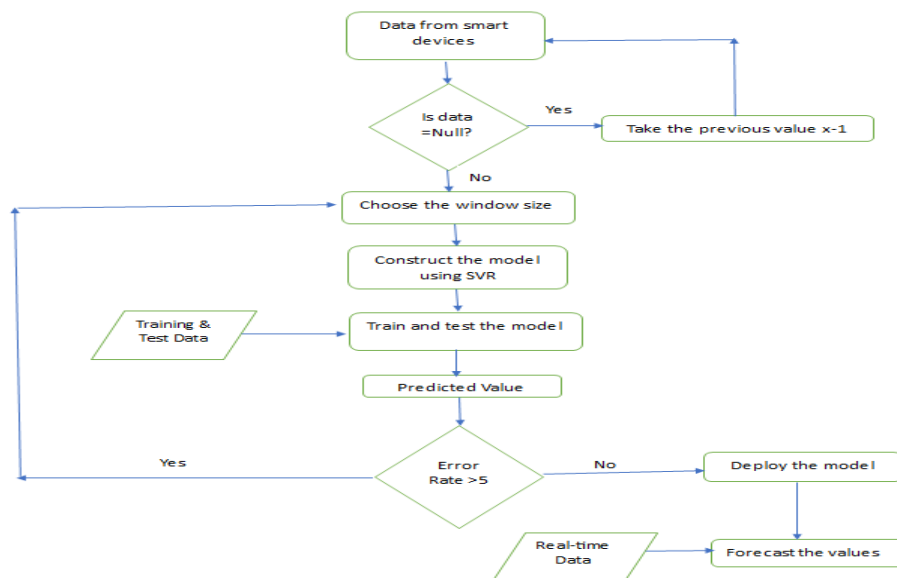 Data from smart
devices
Is data
=Null?
Yes
Take the previous value x-1
No
Choose the window size
Construct the model
using SVR
Training &
Test Data
Train and test the model
Predicted Value
Yes
Error
Rate >5
No
Deploy the model
Real-time
Data
Forecast the values